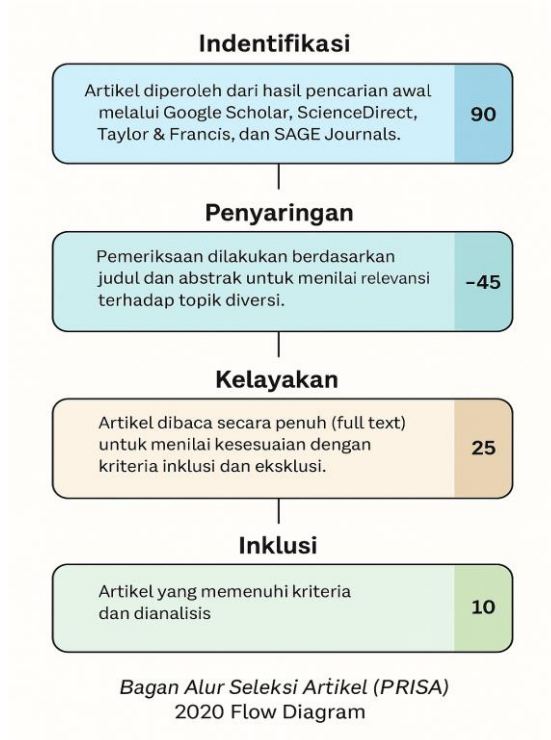 Indentifikasi
Artikel diperoleh dari hasil pencarian awal
melalui Google Scholar, ScienceDirect,
Taylor & Francis, dan SAGE Journals.
90
Penyaringan
Pemeriksaan dilakukan berdasarkan
judul dan abstrak untuk menilai relevansi
terhadap topik diversi.
–45
Kelayakan
Artikel dibaca secara penuh (full text)
untuk menilai kesesuaian dengan
kriteria inklusi dan eksklusi.
25
Inklusi
Artikel yang memenuhi kriteria
dan dianalisis
10
Bagan Alur Seleksi Artikel (PRISA)
2020 Flow Diagram